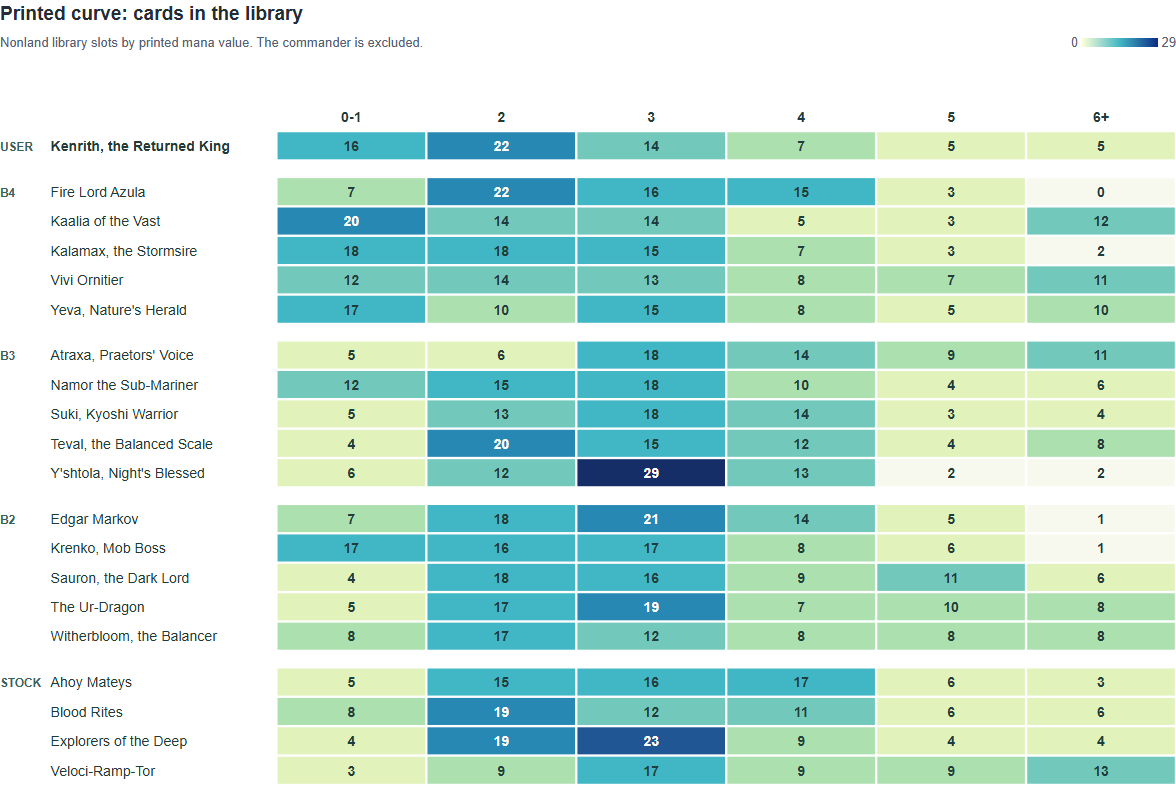 Printed curve: cards in the library
Nonland library slots by printed mana value. The commander is excluded.
0 29
0-1 2 3 4 5 6+
USER Kenrith, the Returned King 16 22 14 7 5 5
B4 Fire Lord Azula 7 22 16 15 3 0
Kaalia of the Vast 20 14 14 5 3 12
Kalamax, the Stormsire 18 18 15 7 3 2
Vivi Ornitier 12 14 13 8 7 11
Yeva, Nature's Herald 17 10 15 8 5 10
B3 Atraxa, Praetors' Voice 5 6 18 14 9 11
Namor the Sub-Mariner 12 15 18 10 4 6
Suki, Kyoshi Warrior 5 13 18 14 3 4
Teval, the Balanced Scale 4 20 15 12 4 8
Y'shtola, Night's Blessed 6 12 29 13 2 2
B2 Edgar Markov 7 18 21 14 5 1
Krenko, Mob Boss 17 16 17 8 6 1
Sauron, the Dark Lord 4 18 16 9 11 6
The Ur-Dragon 5 17 19 7 10 8
Witherbloom, the Balancer 8 17 12 8 8 8
STOCK Ahoy Mateys 5 15 16 17 6 3
Blood Rites 8 19 12 11 6 6
Explorers of the Deep 4 19 23 9 4 4
Veloci-Ramp-Tor 3 9 17 9 9 13